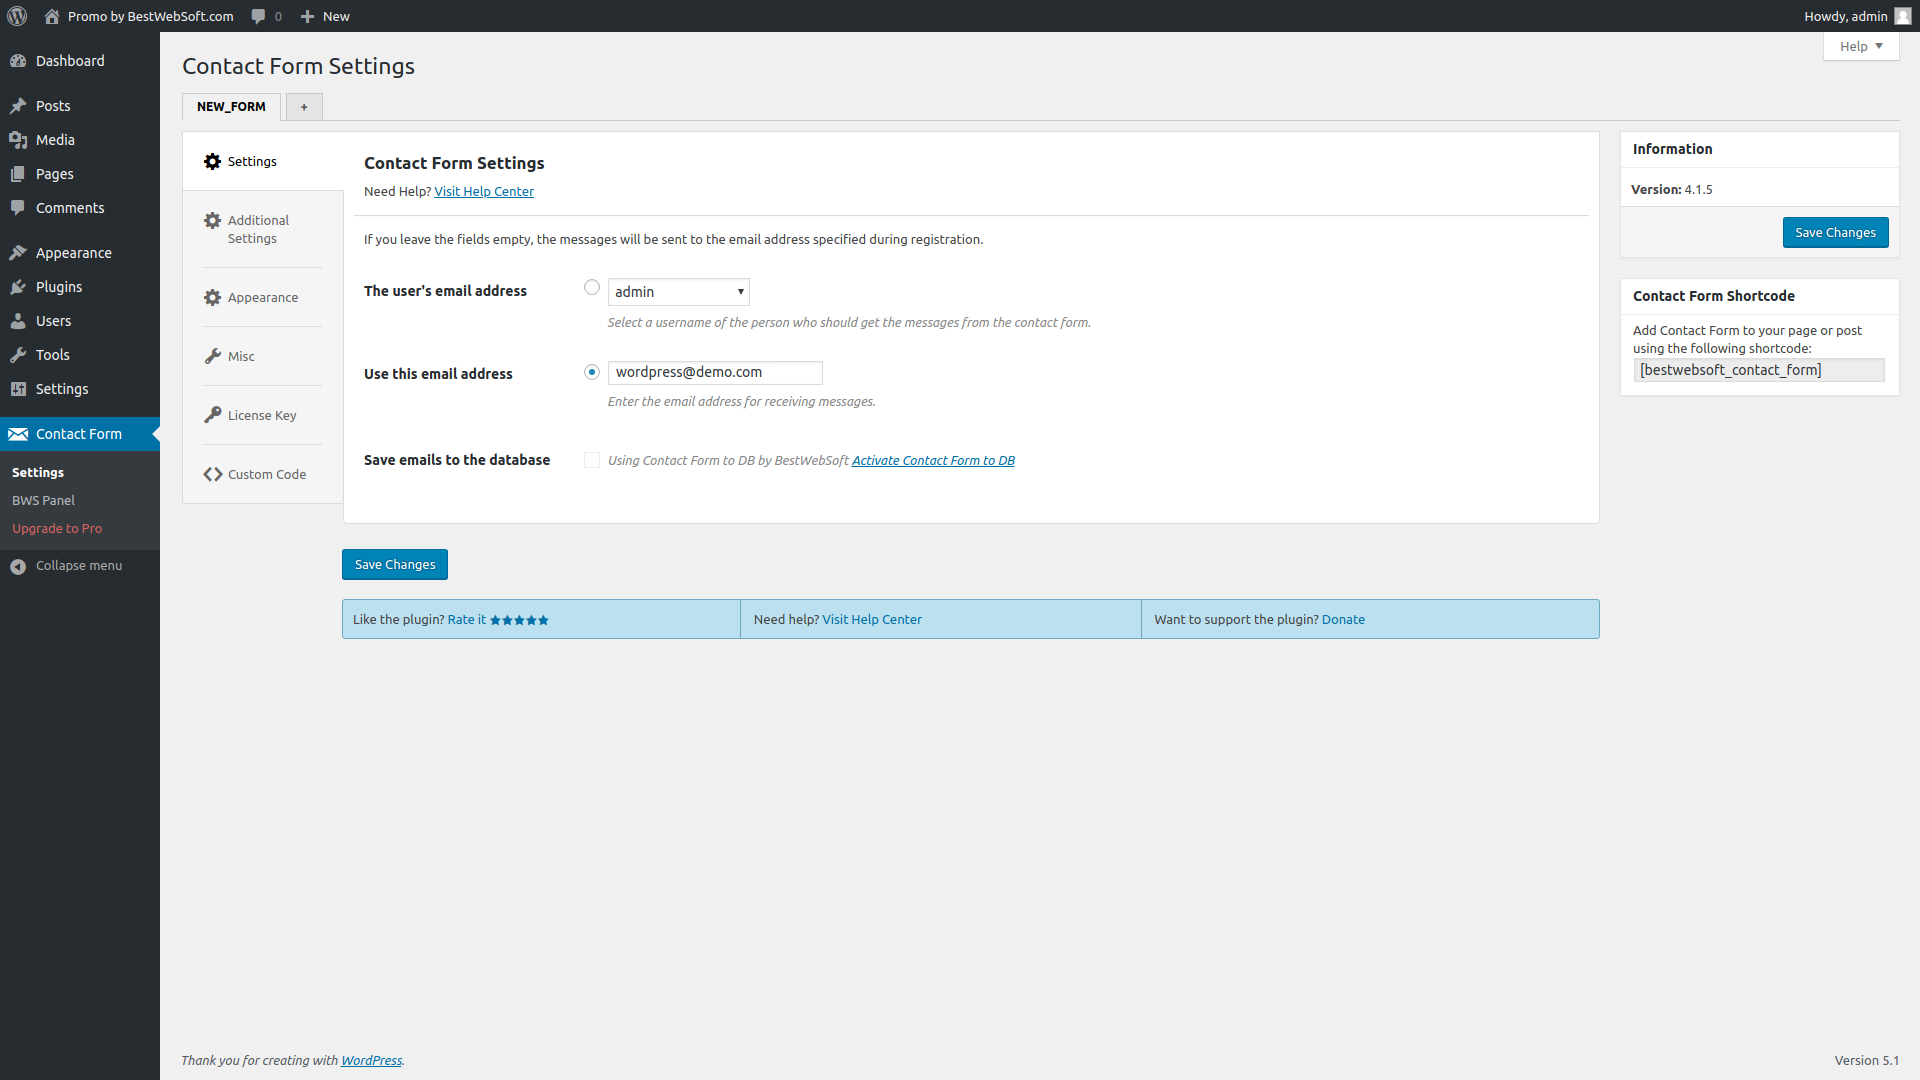 Promo by BestWebSoft.com
0
New
Howdy, admin
Dashboard
Posts
Media
Pages
Comments
Appearance
Plugins
Users
Tools
Settings
Contact Form
Settings
BWS Panel
Upgrade to Pro
Collapse menu
Help
Contact Form Settings
NEW_FORM
+
Settings
Additional
Settings
Appearance
Misc
License Key
Custom Code
Contact Form Settings
Need Help? Visit Help Center
If you leave the fields empty, the messages will be sent to the email address specified during registration.
The user's email address
admin
Select a username of the person who should get the messages from the contact form.
Use this email address
wordpress@demo.com
Enter the email address for receiving messages.
Save emails to the database
Using Contact Form to DB by BestWebSoft Activate Contact Form to DB
Save Changes
Like the plugin? Rate it ★★★★★
Need help? Visit Help Center
Want to support the plugin? Donate
Information
Version: 4.1.5
Save Changes
Contact Form Shortcode
Add Contact Form to your page or post
using the following shortcode:
[bestwebsoft_contact_form]
Thank you for creating with WordPress.
Version 5.1